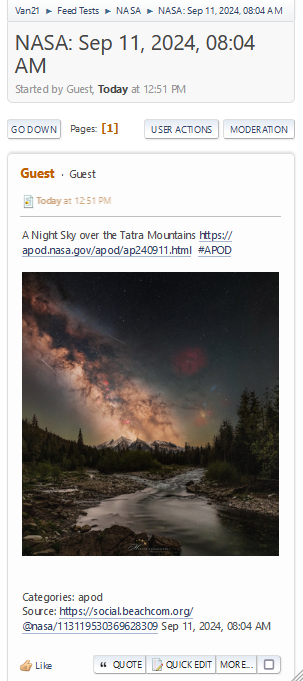 Van21 ► Feed Tests ► NASA ► NASA: Sep 11, 2024, 08:04 AM
NASA: Sep 11, 2024, 08:04
AM
Started by Guest, Today at 12:51 PM
GO DOWN Pages: [1] USER ACTIONS MODERATION
Guest · Guest
Today at 12:51 PM
A Night Sky over the Tatra Mountains https://
apod.nasa.gov/apod/ap240911.html #APOD
Categories: apod
Source: https://social.beachcom.org/
@nasa/113119530369628309 Sep 11, 2024, 08:04 AM
Like QUOTE QUICK EDIT MORE...